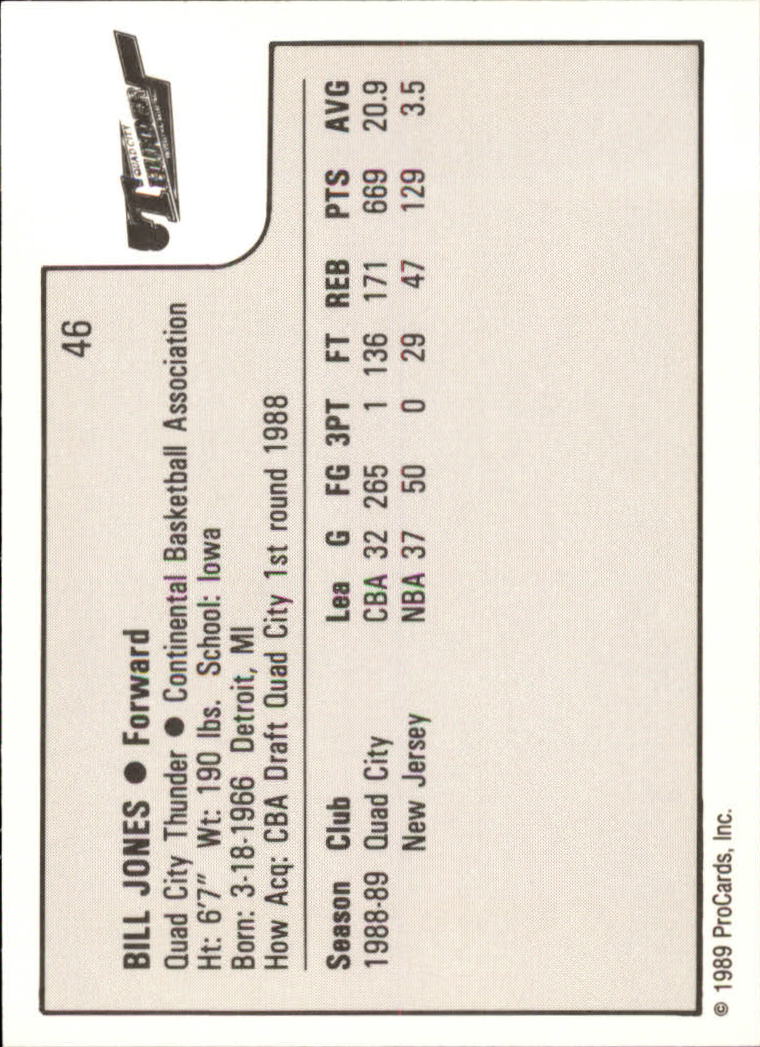 46
QUAD CITY
THUNDER
BILL JONES ● Forward
Quad City Thunder ● Continental Basketball Association
Ht: 6'7" Wt: 190 lbs. School: Iowa
Born: 3-18-1966 Detroit, MI
How Acq: CBA Draft Quad City 1st round 1988
Season Club Lea G FG 3PT FT REB PTS AVG
1988-89 Quad City CBA 32 265 1 136 171 669 20.9
New Jersey NBA 37 50 0 29 47 129 3.5
© 1989 ProCards, Inc.